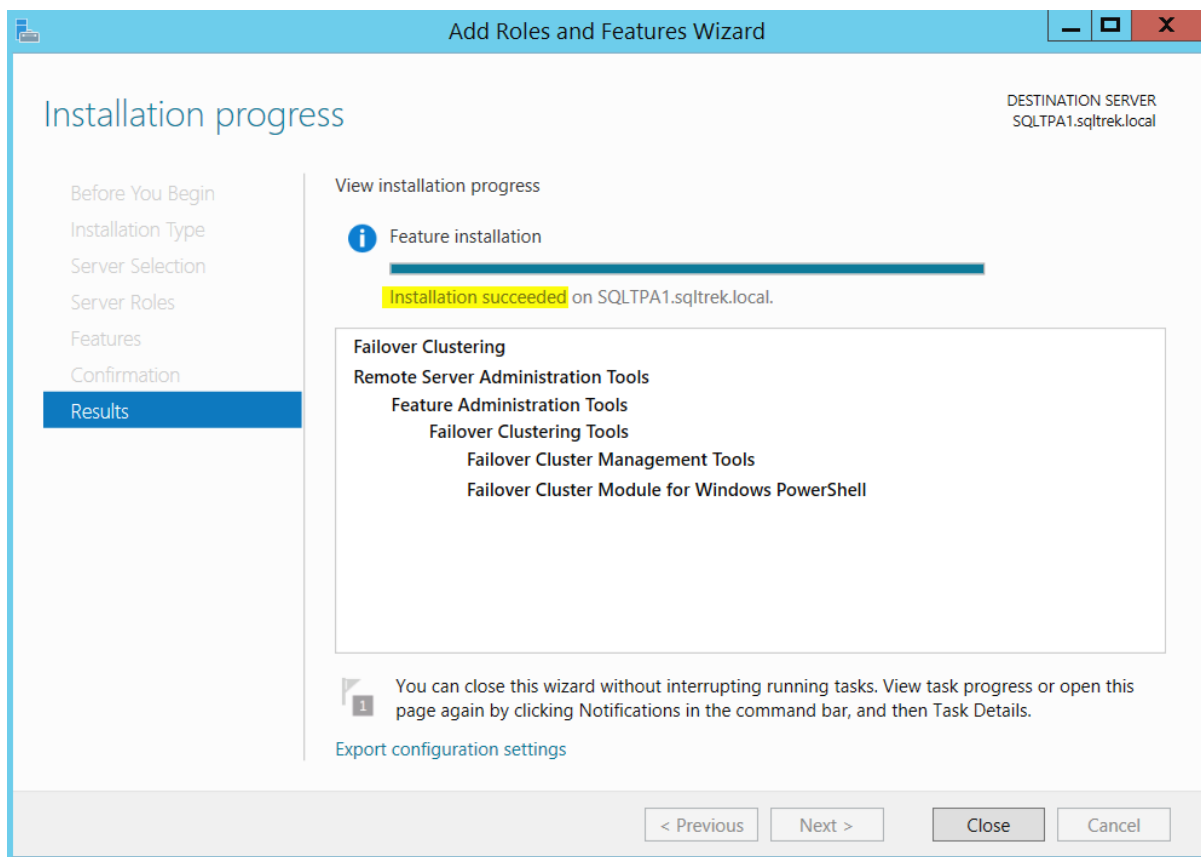 Add Roles and Features Wizard
X
Installation progress
DESTINATION SERVER
SQLTPA1.sqltrek.local
Before You Begin
Installation Type
Server Selection
Server Roles
Features
Confirmation
Results
View installation progress
i
Feature installation
Installation succeeded on SQLTPA1.sqltrek.local.
Failover Clustering
Remote Server Administration Tools
Feature Administration Tools
Failover Clustering Tools
Failover Cluster Management Tools
Failover Cluster Module for Windows PowerShell
1
You can close this wizard without interrupting running tasks. View task progress or open this
page again by clicking Notifications in the command bar, and then Task Details.
Export configuration settings
< Previous
Next >
Close
Cancel